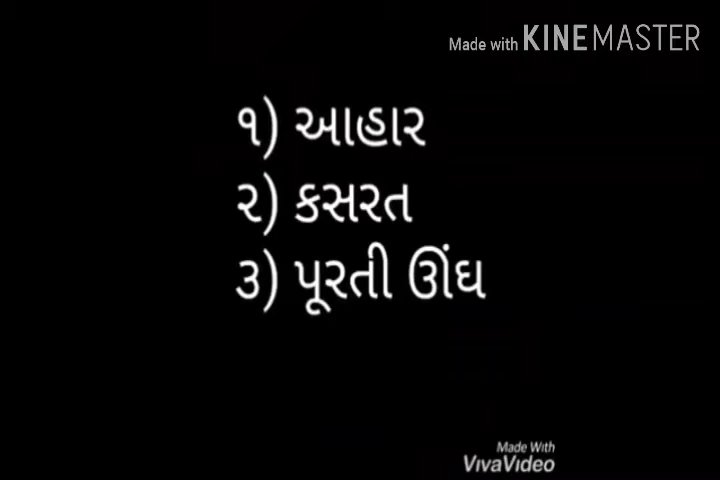 Made with KINEMASTER
૧) આહાર
૨) કસરત
૩) પૂરતી ઊંઘ
Made With
VivaVideo